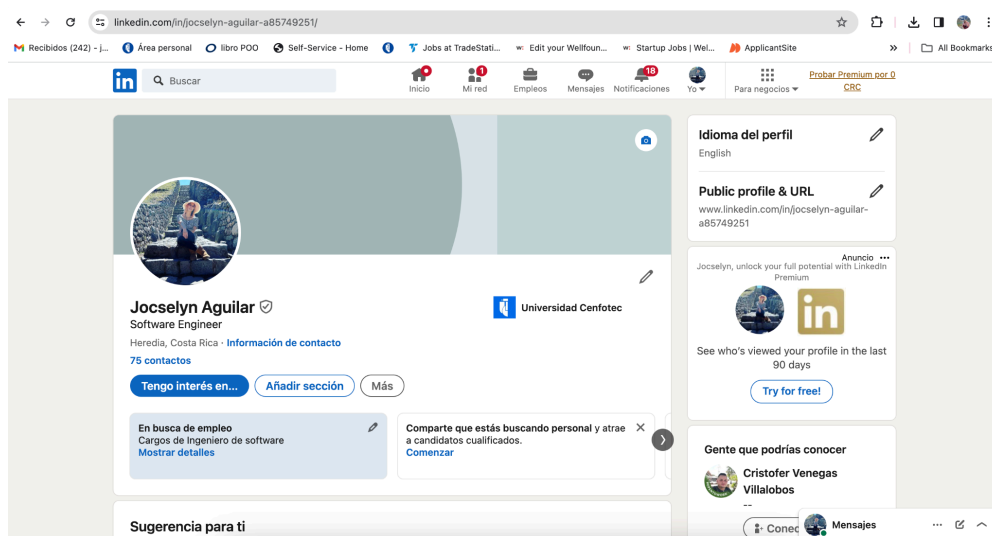 linkedin.com/in/jocselyn-aguilar-a85749251/
Recibidos (242) – j... Área personal libro POO Self-Service - Home Jobs at TradeStati... Edit your Wellfoun... Startup Jobs | Wel... ApplicantSite » All Bookmarks
in Buscar
1 18
Inicio Mi red Empleos Mensajes Notificaciones Yo Para negocios
Probar Premium por 0
CRC
Jocselyn Aguilar
Software Engineer
Heredia, Costa Rica · Información de contacto
75 contactos
Universidad Cenfotec
Tengo interés en... Añadir sección Más
En busca de empleo
Cargos de Ingeniero de software
Mostrar detalles
Comparte que estás buscando personal y atrae
a candidatos cualificados.
Comenzar
Sugerencia para ti
Idioma del perfil
English
Public profile & URL
www.linkedin.com/in/jocselyn-aguilar-
a85749251
Anuncio
Jocselyn, unlock your full potential with LinkedIn
Premium
in
See who's viewed your profile in the last
90 days
Try for free!
Gente que podrías conocer
Cristofer Venegas
Villalobos
--
Conec
Mensajes